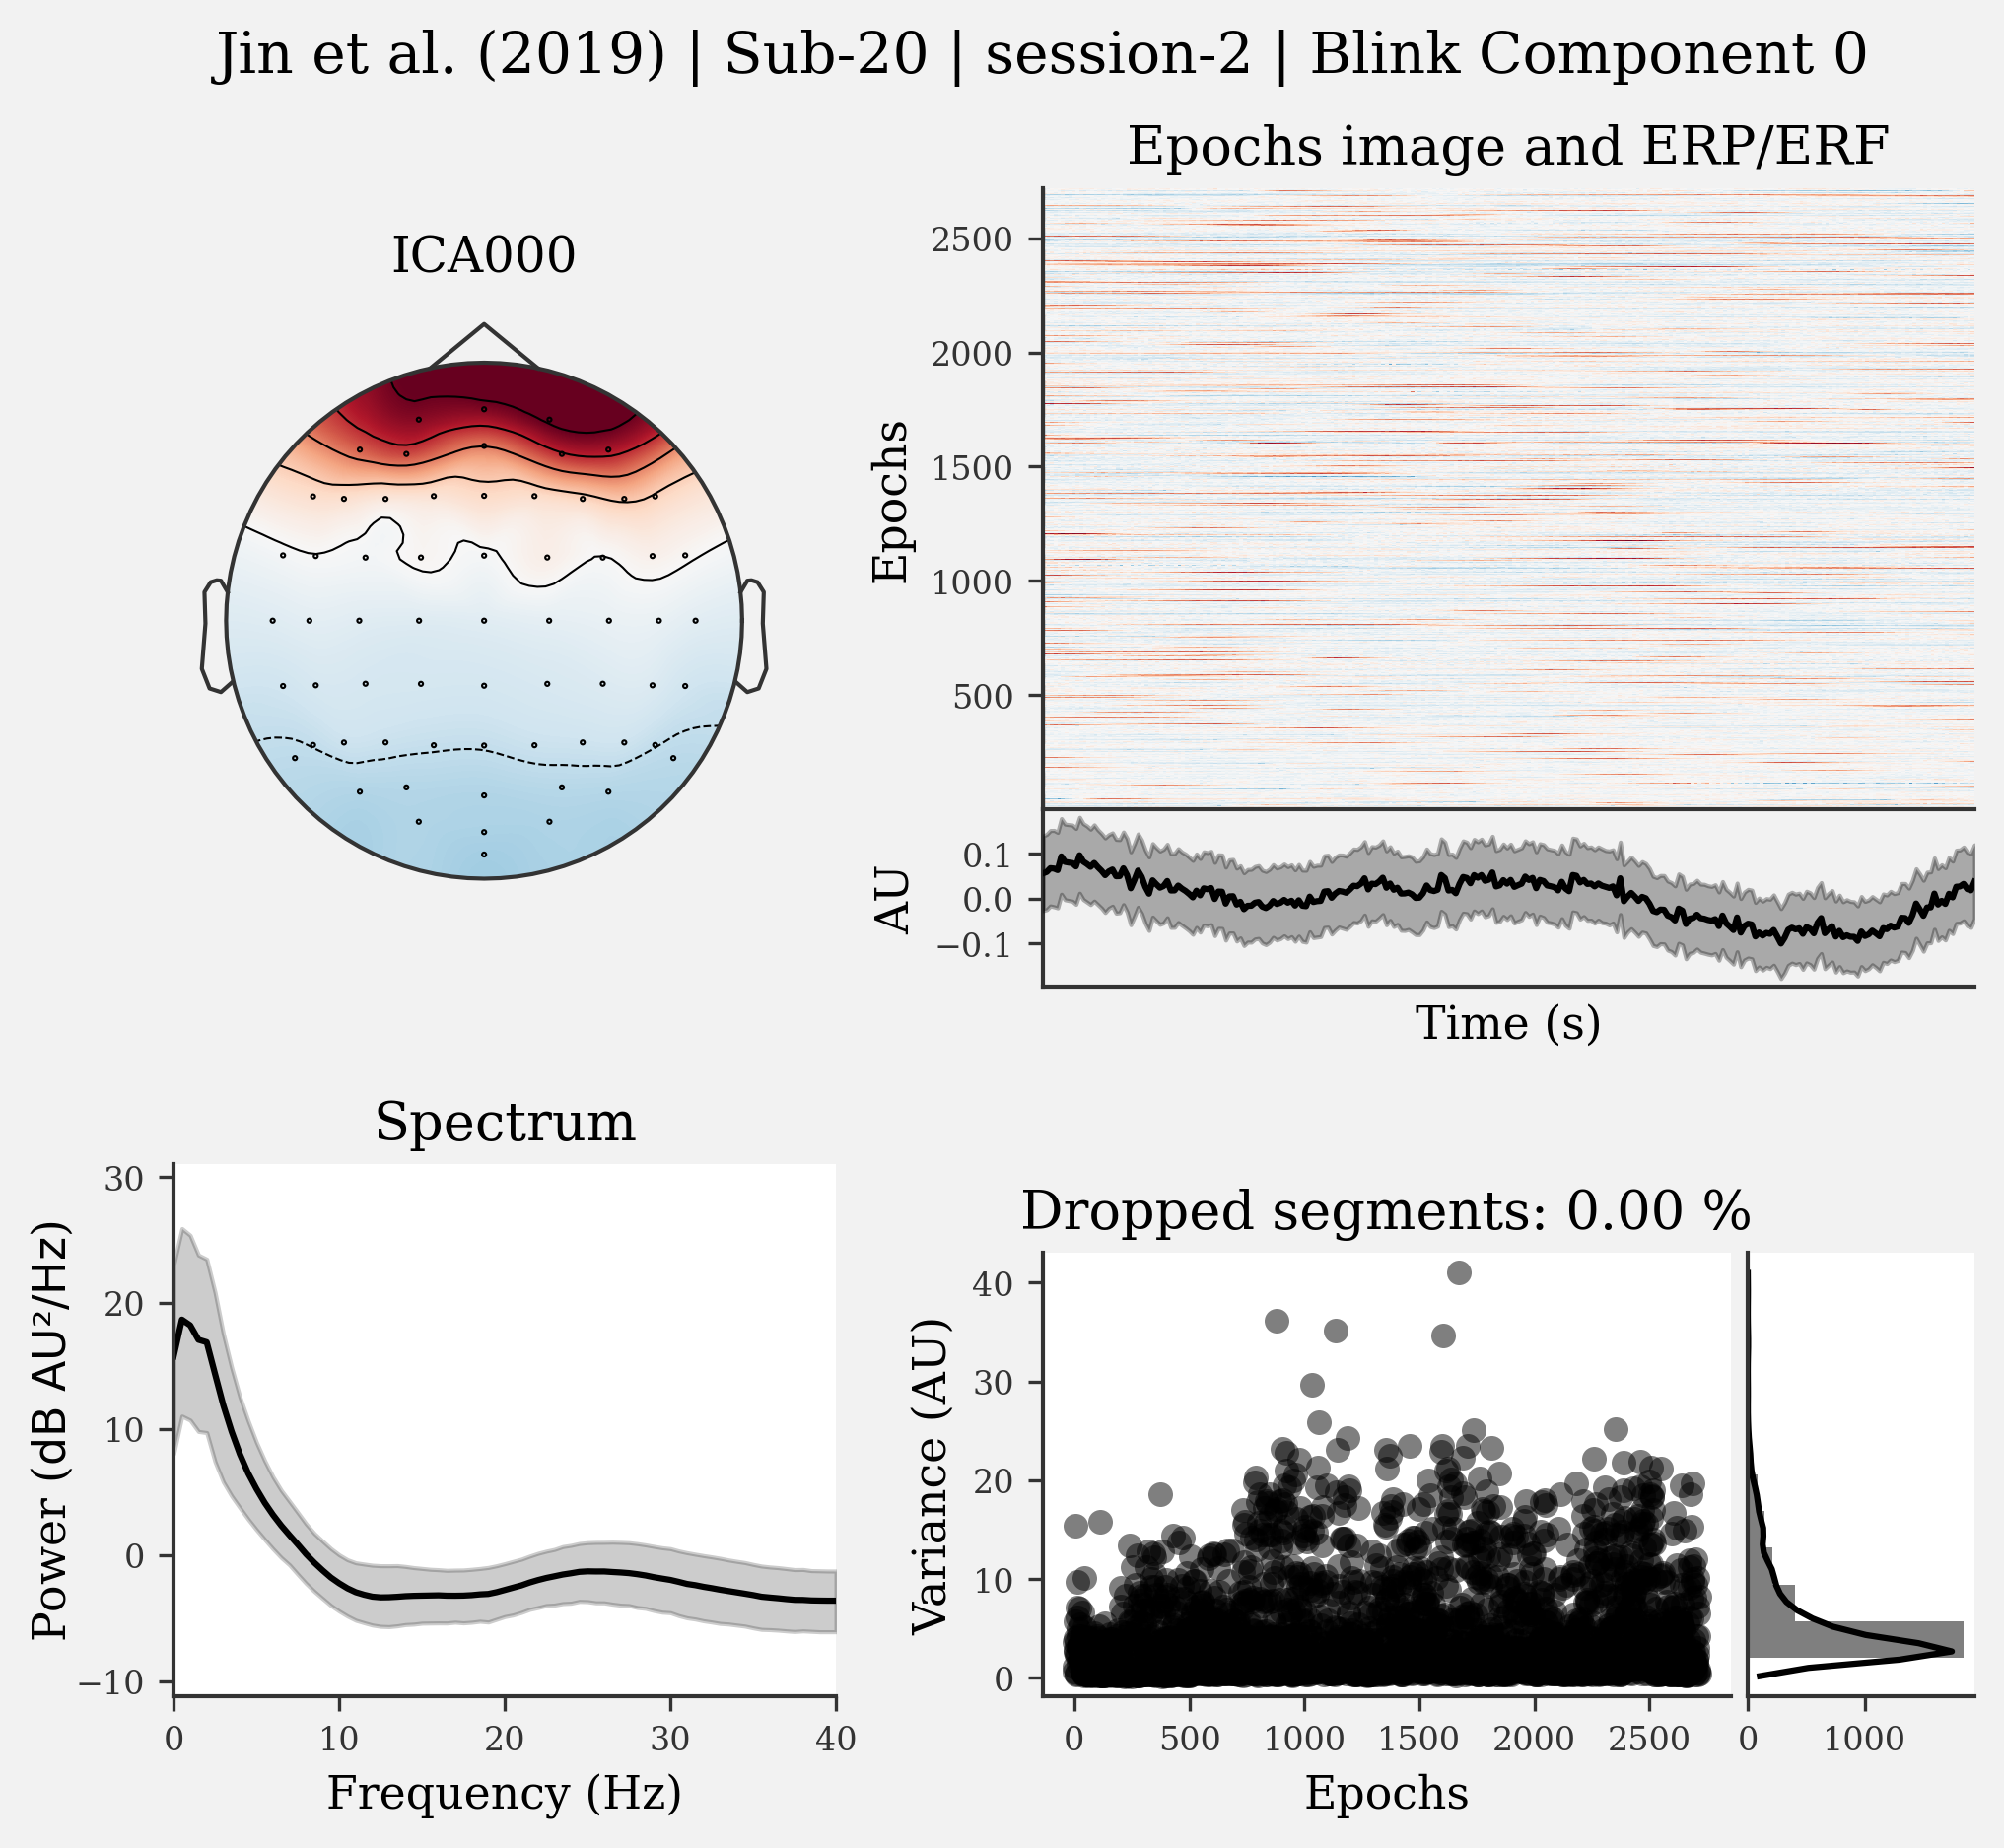 Jin et al. (2019) | Sub-20 | session-2 | Blink Component 0
ICA000
Epochs image and ERP/ERF
Epochs
2500
2000
1500
1000
500
AU
0.1
0.0
−0.1
Time (s)
Spectrum
Power (dB AU²/Hz)
30
20
10
0
−10
0 10 20 30 40
Frequency (Hz)
Dropped segments: 0.00 %
Variance (AU)
40
30
20
10
0
0 500 1000 1500 2000 2500
Epochs
0 1000